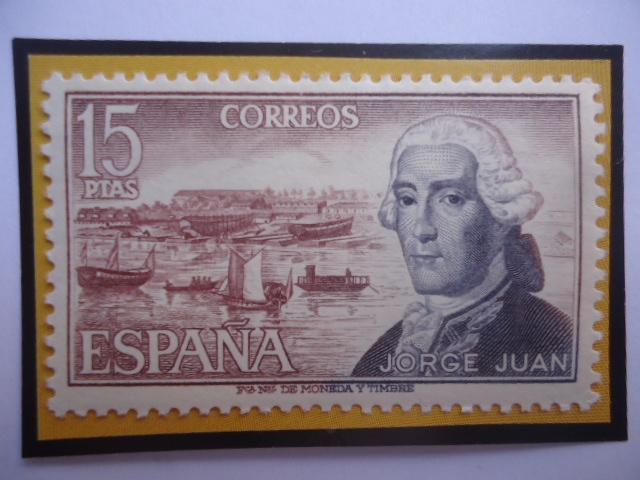 15
PTAS
CORREOS
ESPAÑA
JORGE JUAN
Fca Nal DE MONEDA Y TIMBRE